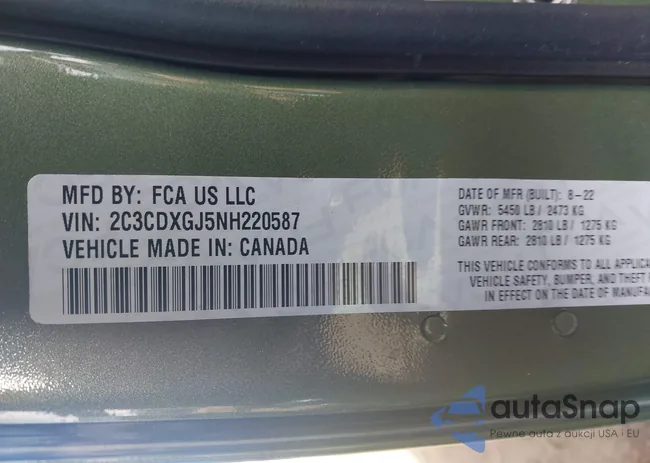 MFD BY: FCA US LLC
VIN: 2C3CDXGJ5NH220587
VEHICLE MADE IN: CANADA
DATE OF MFR (BUILT): 8-22
GVWR: 5450 LB / 2473 KG
GAWR FRONT: 2810 LB / 1275 KG
GAWR REAR: 2810 LB / 1275 KG
THIS VEHICLE CONFORMS TO ALL APPLICA
VEHICLE SAFETY, BUMPER, AND THEFT F
IN EFFECT ON THE DATE OF MANUFA
autaSnap
Pewne auta z aukcji USA i EU